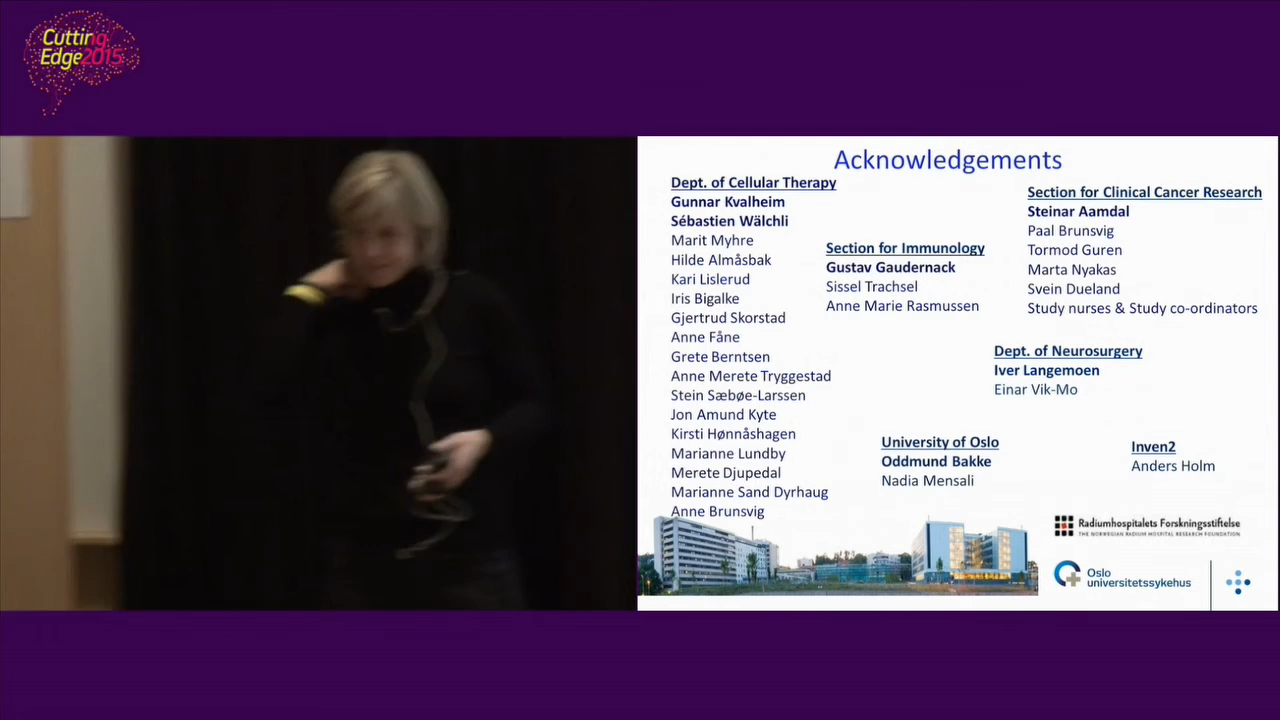 Cutting
Edge2015
Acknowledgements
Dept. of Cellular Therapy
Gunnar Kvalheim
Sébastien Wälchli
Marit Myhre
Hilde Almåsbak
Kari Lislerud
Iris Bigalke
Gjertrud Skorstad
Anne Fåne
Grete Berntsen
Anne Merete Tryggestad
Stein Sæbøe-Larssen
Jon Amund Kyte
Kirsti Hønnåshagen
Marianne Lundby
Merete Djupedal
Marianne Sand Dyrhaug
Anne Brunsvig
Section for Immunology
Gustav Gaudernack
Sissel Trachsel
Anne Marie Rasmussen
Section for Clinical Cancer Research
Steinar Aamdal
Paal Brunsvig
Tormod Guren
Marta Nyakas
Svein Dueland
Study nurses & Study co-ordinators
Dept. of Neurosurgery
Iver Langemoen
Einar Vik-Mo
University of Oslo
Oddmund Bakke
Nadia Mensali
Inven2
Anders Holm
Radiumhospitalets Forskningsstiftelse
THE NORWEGIAN RADIUM HOSPITAL RESEARCH FOUNDATION
Oslo
universitetssykehus